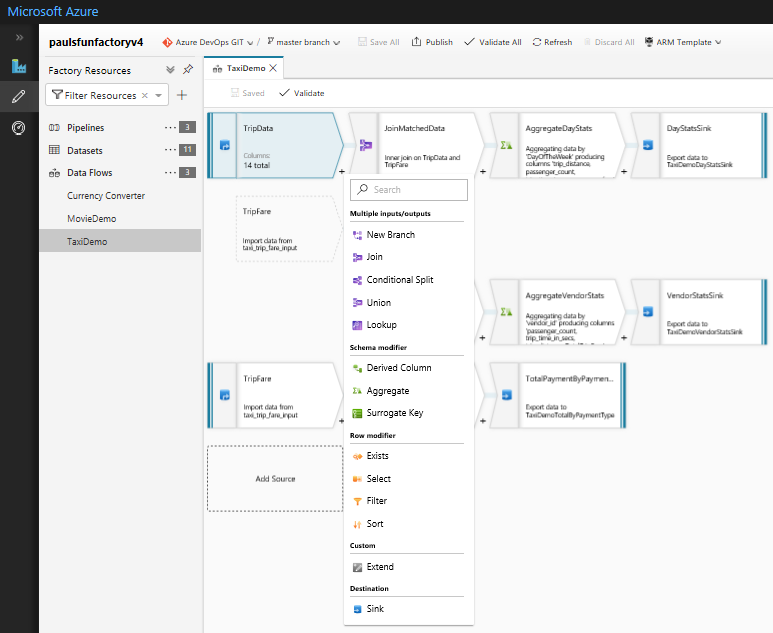 Microsoft Azure
»
paulsfunfactoryv4
Azure DevOps GIT
/
master branch
Save All
Publish
Validate All
Refresh
Discard All
ARM Template
Factory Resources
TaxiDemo
Filter Resources
Saved
Validate
Pipelines
3
Datasets
11
Data Flows
3
Currency Converter
MovieDemo
TaxiDemo
TripData
Columns:
14 total
+
JoinMatchedData
Inner join on TripData and
TripFare
AggregateDayStats
Aggregating data by
'DayOfTheWeek' producing
columns 'trip_distance,
passenger_count,
+
DayStatsSink
Export data to
TaxiDemoDayStatsSink
TripFare
Import data from
taxi_trip_fare_input
Search
Multiple inputs/outputs
New Branch
Join
Conditional Split
Union
Lookup
Schema modifier
Derived Column
Aggregate
Surrogate Key
Row modifier
Exists
Select
Filter
Sort
Custom
Extend
Destination
Sink
AggregateVendorStats
Aggregating data by
'vendor_id' producing columns
'passenger_count,
trip_time_in_secs,
+
VendorStatsSink
Export data to
TaxiDemoVendorStatsSink
TripFare
Import data from
taxi_trip_fare_input
+
TotalPaymentByPaymen...
Export data to
TaxiDemoTotalByPaymentType
Add Source